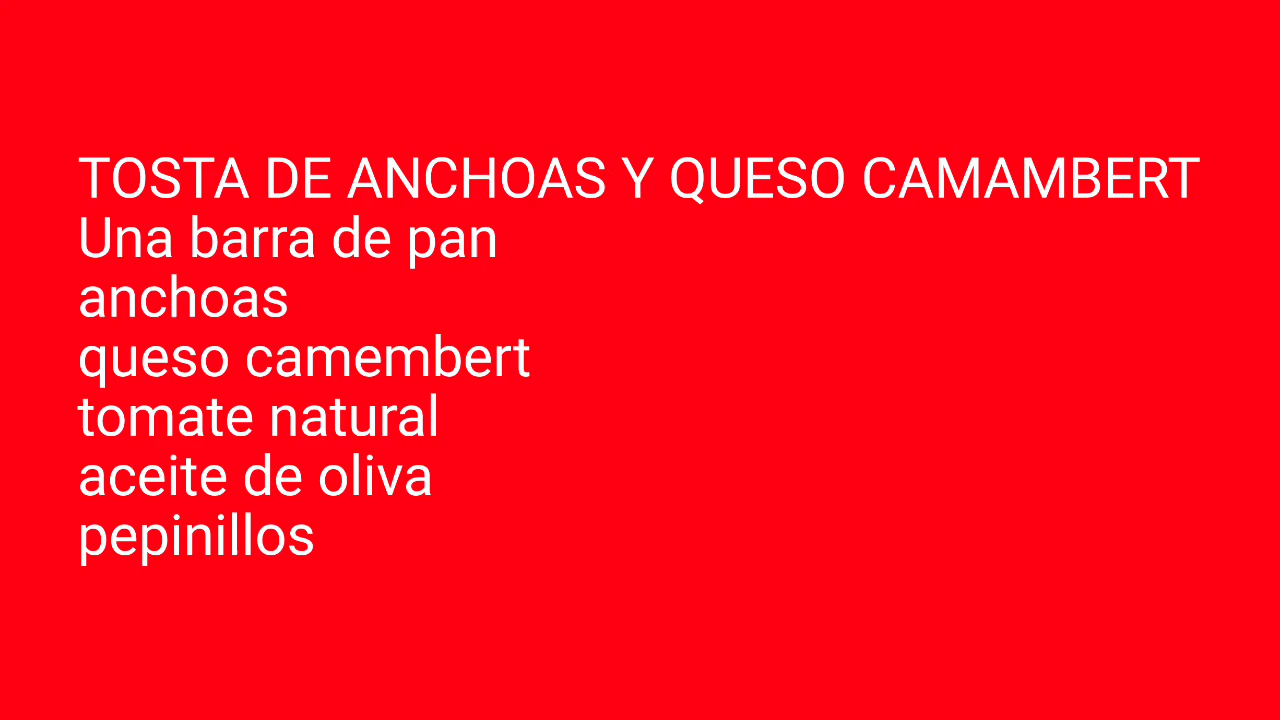 TOSTA DE ANCHOAS Y QUESO CAMAMBERT
Una barra de pan
anchoas
queso camembert
tomate natural
aceite de oliva
pepinillos